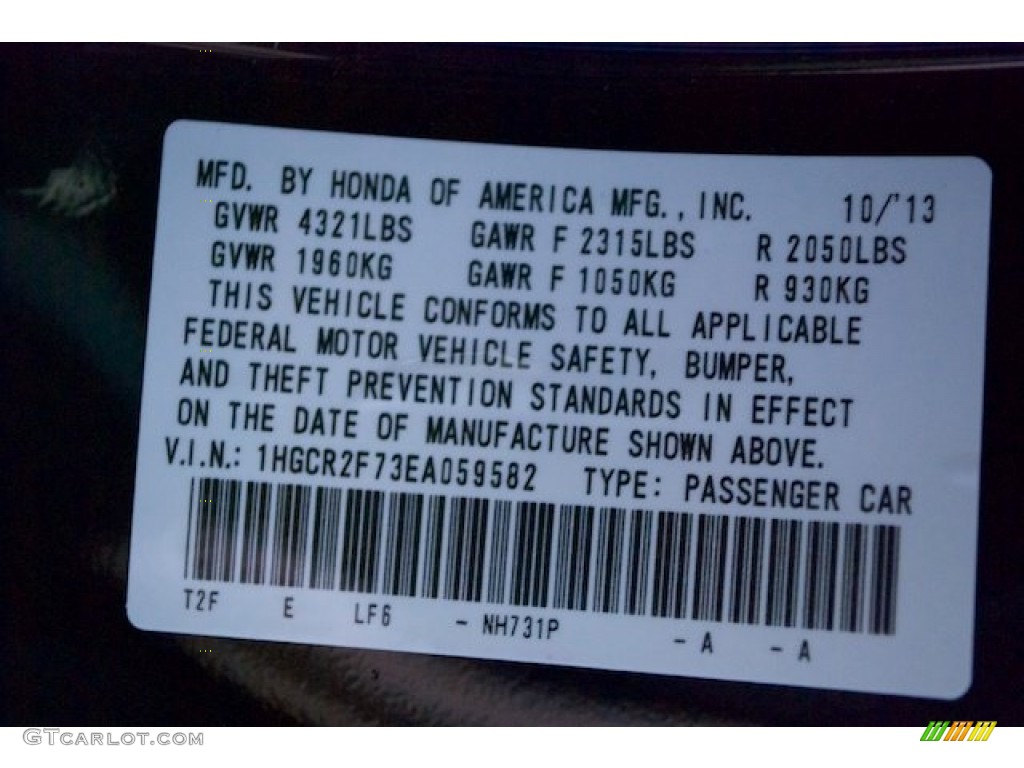 MFD. BY HONDA OF AMERICA MFG., INC. 10/'13
GVWR 4321LBS GAWR F 2315LBS R 2050LBS
GVWR 1960KG GAWR F 1050KG R 930KG
THIS VEHICLE CONFORMS TO ALL APPLICABLE
FEDERAL MOTOR VEHICLE SAFETY, BUMPER,
AND THEFT PREVENTION STANDARDS IN EFFECT
ON THE DATE OF MANUFACTURE SHOWN ABOVE.
V.I.N.: 1HGCR2F73EA059582 TYPE: PASSENGER CAR
T2F E LF6 - NH731P - A - A
GTCARLOT.COM